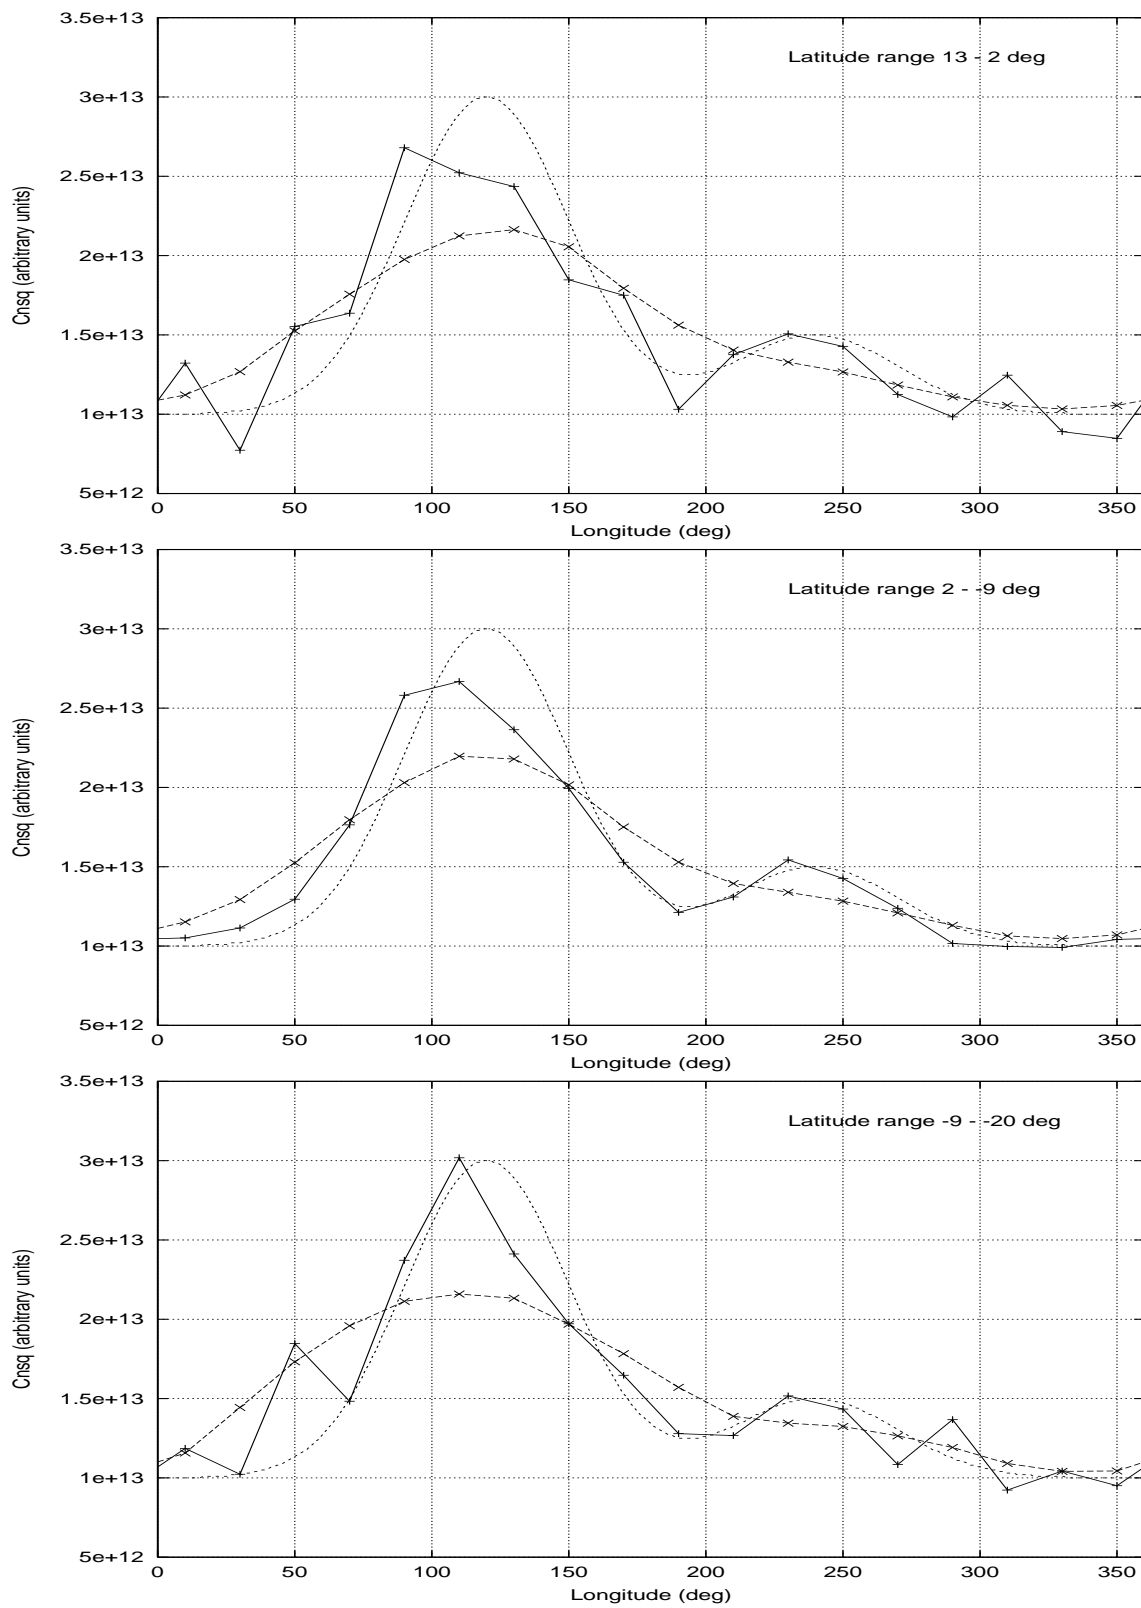 3.5e+13
Latitude range 13 - 2 deg
3e+13
2.5e+13
2e+13
1.5e+13
1e+13
5e+12
Cnsq (arbitrary units)
0 50 100 150 200 250 300 350
Longitude (deg)
3.5e+13
Latitude range 2 - -9 deg
3e+13
2.5e+13
2e+13
1.5e+13
1e+13
5e+12
Cnsq (arbitrary units)
0 50 100 150 200 250 300 350
Longitude (deg)
3.5e+13
Latitude range -9 - -20 deg
3e+13
2.5e+13
2e+13
1.5e+13
1e+13
5e+12
Cnsq (arbitrary units)
0 50 100 150 200 250 300 350
Longitude (deg)